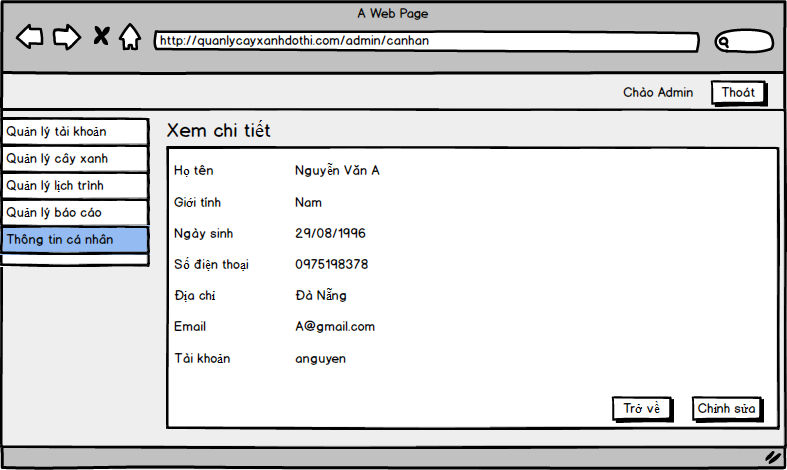 A Web Page
http://quanlycayxanhdothi.com/admin/canhan
Chào Admin
Thoát
Quản lý tài khoản
Quản lý cây xanh
Quản lý lịch trình
Quản lý báo cáo
Thông tin cá nhân
Xem chi tiết
Họ tên Nguyễn Văn A
Giới tính Nam
Ngày sinh 29/08/1996
Số điện thoại 0975198378
Địa chỉ Đà Nẵng
Email A@gmail.com
Tài khoản anguyen
Trở về
Chỉnh sửa